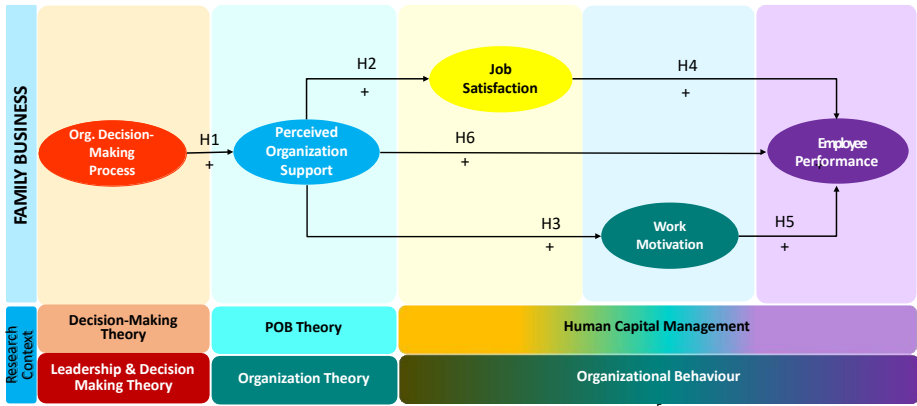 FAMILY BUSINESS
H2
+
Job
Satisfaction
H4
+
Org. Decision-
Making
Process
H1
+
Perceived
Organization
Support
H6
+
Employee
Performance
H3
+
Work
Motivation
H5
+
Research
Context
Decision-Making
Theory
POB Theory
Human Capital Management
Leadership & Decision
Making Theory
Organization Theory
Organizational Behaviour